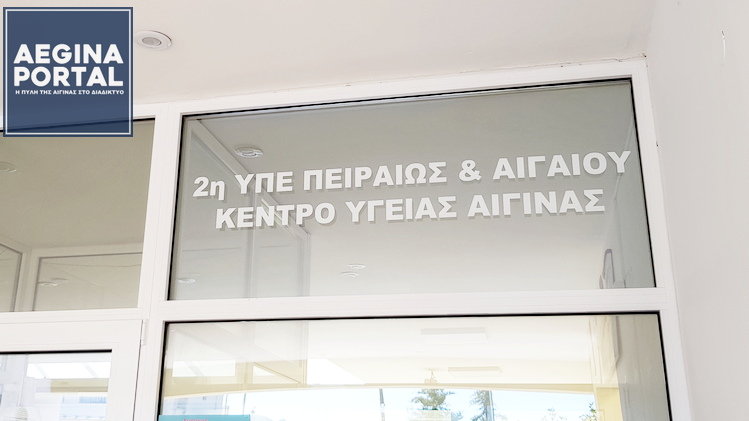 AEGINA
PORTAL
Η ΠΥΛΗ ΤΗΣ ΑΙΓΙΝΑΣ ΣΤΟ ΔΙΑΔΙΚΤΥΟ
2η ΥΠΕ ΠΕΙΡΑΙΩΣ & ΑΙΓΑΙΟΥ
ΚΕΝΤΡΟ ΥΓΕΙΑΣ ΑΙΓΙΝΑΣ